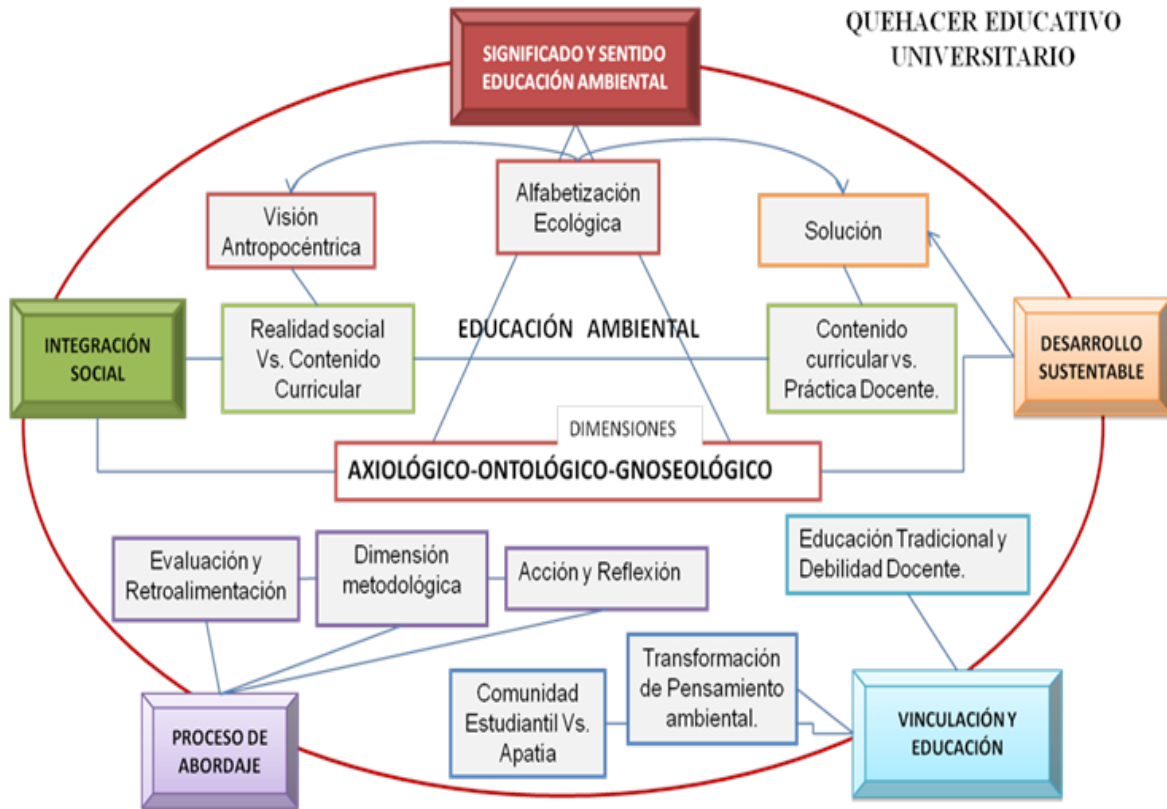 QUEHACER EDUCATIVO
UNIVERSITARIO
SIGNIFICADO Y SENTIDO
EDUCACIÓN AMBIENTAL
Visión
Antropocéntrica
Alfabetización
Ecológica
Solución
INTEGRACIÓN
SOCIAL
Realidad social
Vs. Contenido
Curricular
EDUCACIÓN AMBIENTAL
Contenido
curricular vs.
Práctica Docente.
DESARROLLO
SUSTENTABLE
DIMENSIONES
AXIOLÓGICO-ONTOLÓGICO-GNOSEOLÓGICO
Evaluación y
Retroalimentación
Dimensión
metodológica
Acción y Reflexión
Educación Tradicional y
Debilidad Docente.
PROCESO DE
ABORDAJE
Comunidad
Estudiantil Vs.
Apatia
Transformación
de Pensamiento
ambiental.
VINCULACIÓN Y
EDUCACIÓN